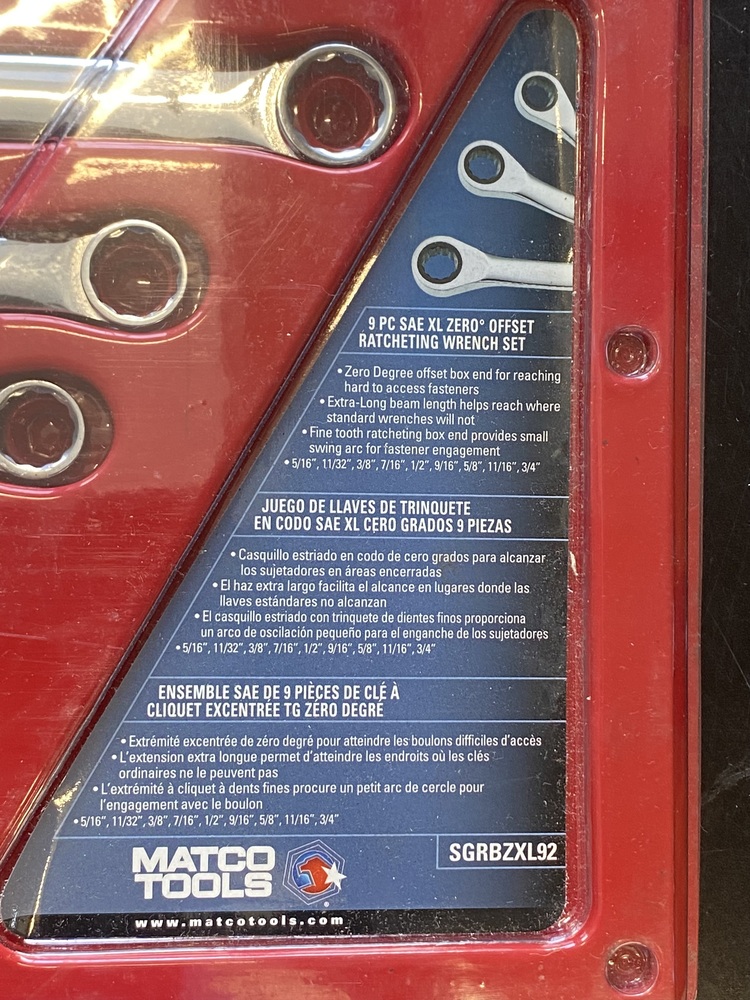 9 PC SAE XL ZERO° OFFSET
RATCHETING WRENCH SET
• Zero Degree offset box end for reaching
hard to access fasteners
• Extra-Long beam length helps reach where
standard wrenches will not
• Fine tooth ratcheting box end provides small
swing arc for fastener engagement
• 5/16", 11/32", 3/8", 7/16", 1/2", 9/16", 5/8", 11/16", 3/4"
JUEGO DE LLAVES DE TRINQUETE
EN CODO SAE XL CERO GRADOS 9 PIEZAS
• Casquillo estriado en codo de cero grados para alcanzar
los sujetadores en áreas encerradas
• El haz extra largo facilita el alcance en lugares donde las
llaves estándares no alcanzan
• El casquillo estriado con trinquete de dientes finos proporciona
un arco de oscilación pequeño para el enganche de los sujetadores
• 5/16", 11/32", 3/8", 7/16", 1/2", 9/16", 5/8", 11/16", 3/4"
ENSEMBLE SAE DE 9 PIÈCES DE CLÉ À
CLIQUET EXCENTRÉE TG ZÉRO DEGRÉ
• Extrémité excentrée de zéro degré pour atteindre les boulons difficiles d'accès
• L'extension extra longue permet d'atteindre les endroits où les clés
ordinaires ne le peuvent pas
• L'extrémité à cliquet à dents fines procure un petit arc de cercle pour
l'engagement avec le boulon
• 5/16", 11/32", 3/8", 7/16", 1/2", 9/16", 5/8", 11/16", 3/4"
MATCO
TOOLS
SGRBZXL92
www.matcotools.com